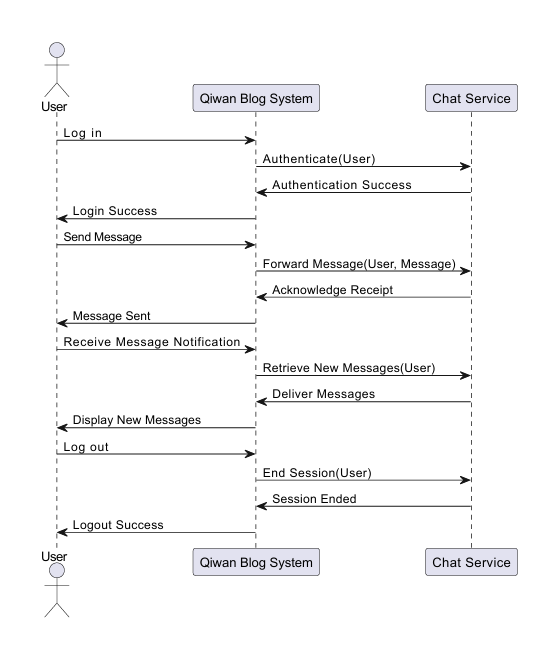 User
Qiwan Blog System
Chat Service
Log in
Authenticate(User)
Authentication Success
Login Success
Send Message
Forward Message(User, Message)
Acknowledge Receipt
Message Sent
Receive Message Notification
Retrieve New Messages(User)
Deliver Messages
Display New Messages
Log out
End Session(User)
Session Ended
Logout Success
User
Qiwan Blog System
Chat Service